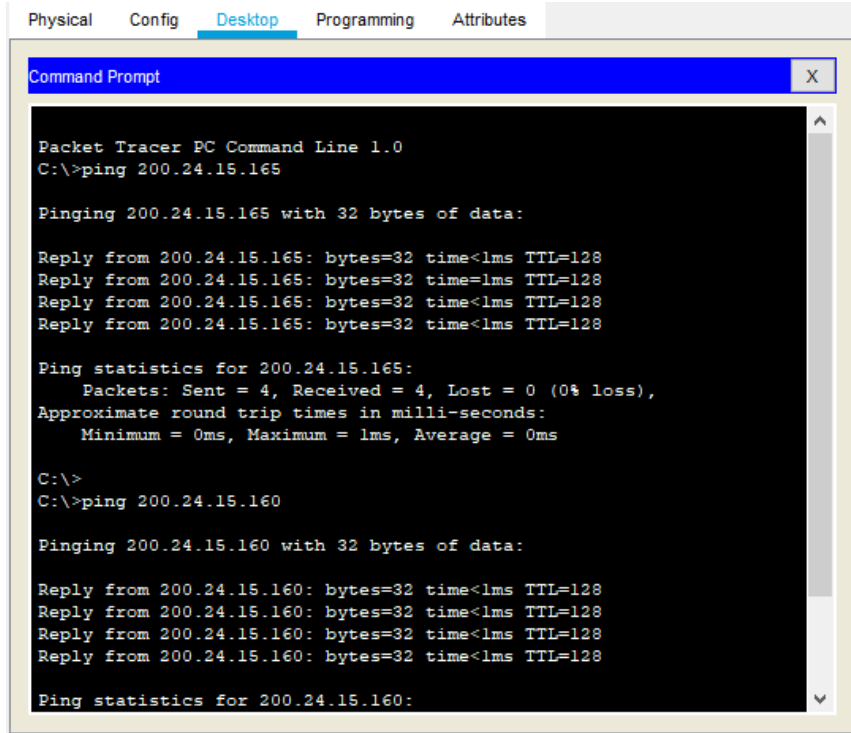 Physical Config Desktop Programming Attributes
Command Prompt X
Packet Tracer PC Command Line 1.0
C:\>ping 200.24.15.165
Pinging 200.24.15.165 with 32 bytes of data:
Reply from 200.24.15.165: bytes=32 time<1ms TTL=128
Reply from 200.24.15.165: bytes=32 time=1ms TTL=128
Reply from 200.24.15.165: bytes=32 time<1ms TTL=128
Reply from 200.24.15.165: bytes=32 time<1ms TTL=128
Ping statistics for 200.24.15.165:
Packets: Sent = 4, Received = 4, Lost = 0 (0% loss),
Approximate round trip times in milli-seconds:
Minimum = 0ms, Maximum = 1ms, Average = 0ms
C:\>
C:\>ping 200.24.15.160
Pinging 200.24.15.160 with 32 bytes of data:
Reply from 200.24.15.160: bytes=32 time<1ms TTL=128
Reply from 200.24.15.160: bytes=32 time<1ms TTL=128
Reply from 200.24.15.160: bytes=32 time<1ms TTL=128
Reply from 200.24.15.160: bytes=32 time<1ms TTL=128
Ping statistics for 200.24.15.160: